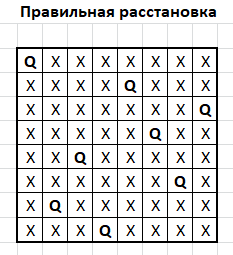 Правильная расстановка
Q X X X X X X X
X X X X Q X X X
X X X X X X X Q
X X X X X Q X X
X X Q X X X X X
X X X X X X Q X
X Q X X X X X X
X X X Q X X X X